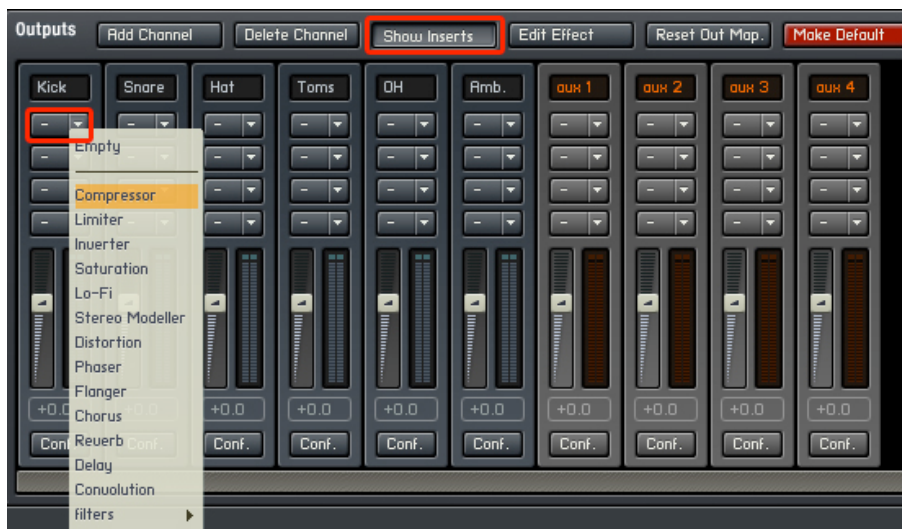 Outputs Add Channel Delete Channel Show Inserts Edit Effect Reset Out Map. Make Default
Kick Snare Hat Toms OH Amb. aux 1 aux 2 aux 3 aux 4
- - - - - - - - - -
Empty - - - - - - - - -
- - - - - - - - -
Compressor
Limiter - - - - - - - - -
Inverter
Saturation
Lo-Fi
Stereo Modeller
Distortion
Phaser
Flanger
+0.0 +0.0 +0.0 +0.0 +0.0 +0.0 +0.0 +0.0
Chorus
Reverb Conf. Conf. Conf. Conf. Conf. Conf. Conf. Conf.
Delay
Convolution
filters